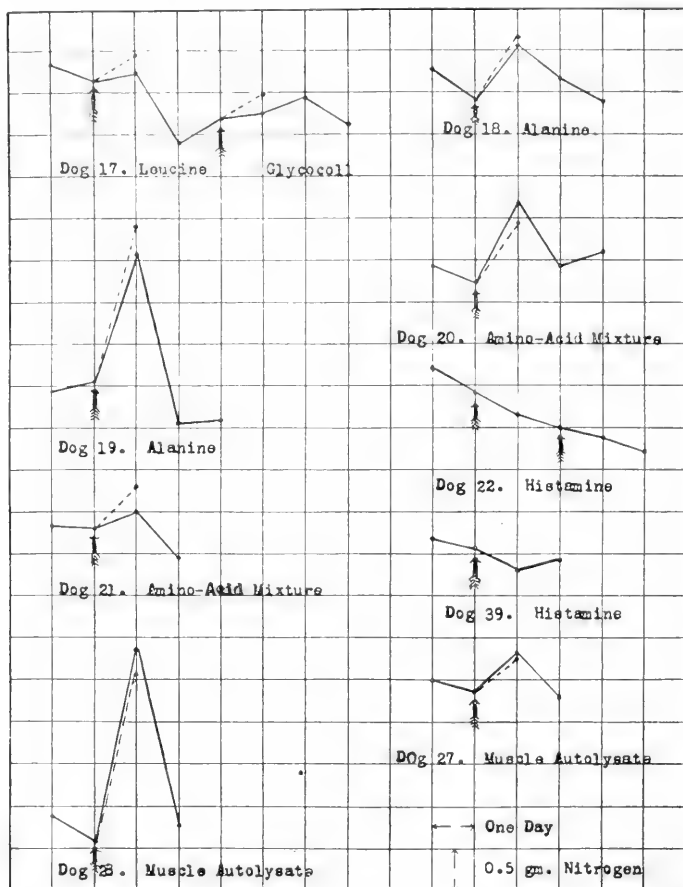 Dog 17. Leucine Glycocoll
Dog 18. Alanine.
Dog 19. Alanine
Dog 20. Amino-Acid Mixture
Dog 21. Amino-Acid Mixture
Dog 22. Histamine
Dog 39. Histamine
Dog 27. Muscle Autolysata
Dog 28. Muscle Autolysata
One Day
0.5 gm. Nitrogen